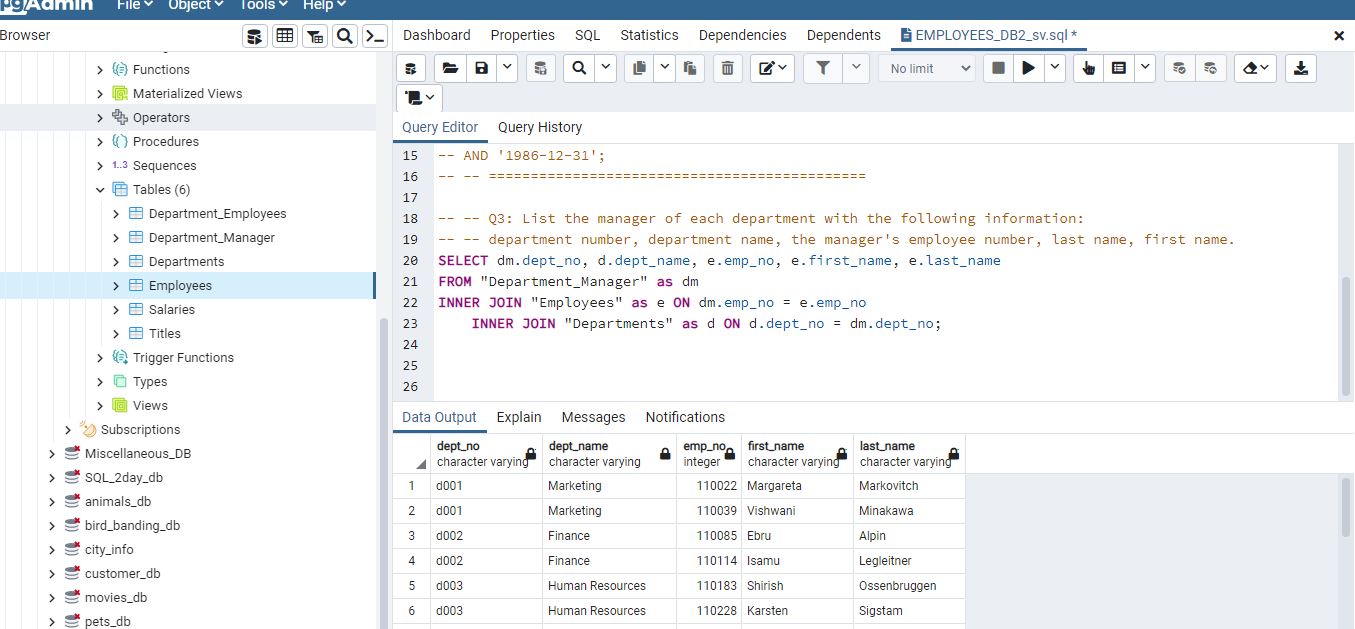 pgAdmin File Object Tools Help
Browser
Dashboard Properties SQL Statistics Dependencies Dependents EMPLOYEES_DB2_sv.sql *
Functions
Materialized Views
Operators
Procedures
1..3 Sequences
Tables (6)
Department_Employees
Department_Manager
Departments
Employees
Salaries
Titles
Trigger Functions
Types
Views
Subscriptions
Miscellaneous_DB
SQL_2day_db
animals_db
bird_banding_db
city_info
customer_db
movies_db
pets_db
No limit
Query Editor Query History
15 -- AND '1986-12-31';
16 -- -- =============================================
17
18 -- -- Q3: List the manager of each department with the following information:
19 -- -- department number, department name, the manager's employee number, last name, first name.
20 SELECT dm.dept_no, d.dept_name, e.emp_no, e.first_name, e.last_name
21 FROM "Department_Manager" as dm
22 INNER JOIN "Employees" as e ON dm.emp_no = e.emp_no
23 INNER JOIN "Departments" as d ON d.dept_no = dm.dept_no;
24
25
26
Data Output Explain Messages Notifications
dept_no dept_name emp_no first_name last_name
character varying character varying integer character varying character varying
1 d001 Marketing 110022 Margareta Markovitch
2 d001 Marketing 110039 Vishwani Minakawa
3 d002 Finance 110085 Ebru Alpin
4 d002 Finance 110114 Isamu Legleitner
5 d003 Human Resources 110183 Shirish Ossenbruggen
6 d003 Human Resources 110228 Karsten Sigstam